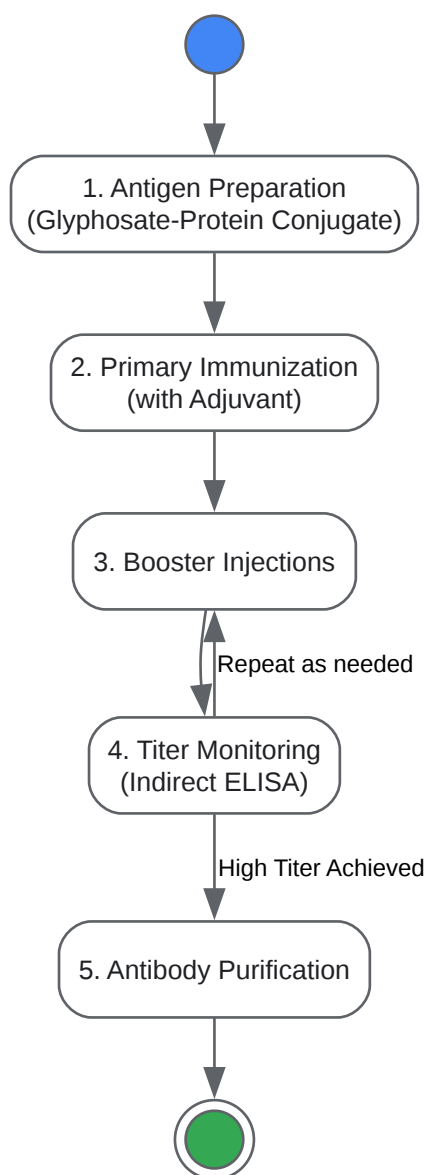 1. Antigen Preparation
(Glyphosate-Protein Conjugate)
2. Primary Immunization
(with Adjuvant)
3. Booster Injections
Repeat as needed
4. Titer Monitoring
(Indirect ELISA)
High Titer Achieved
5. Antibody Purification